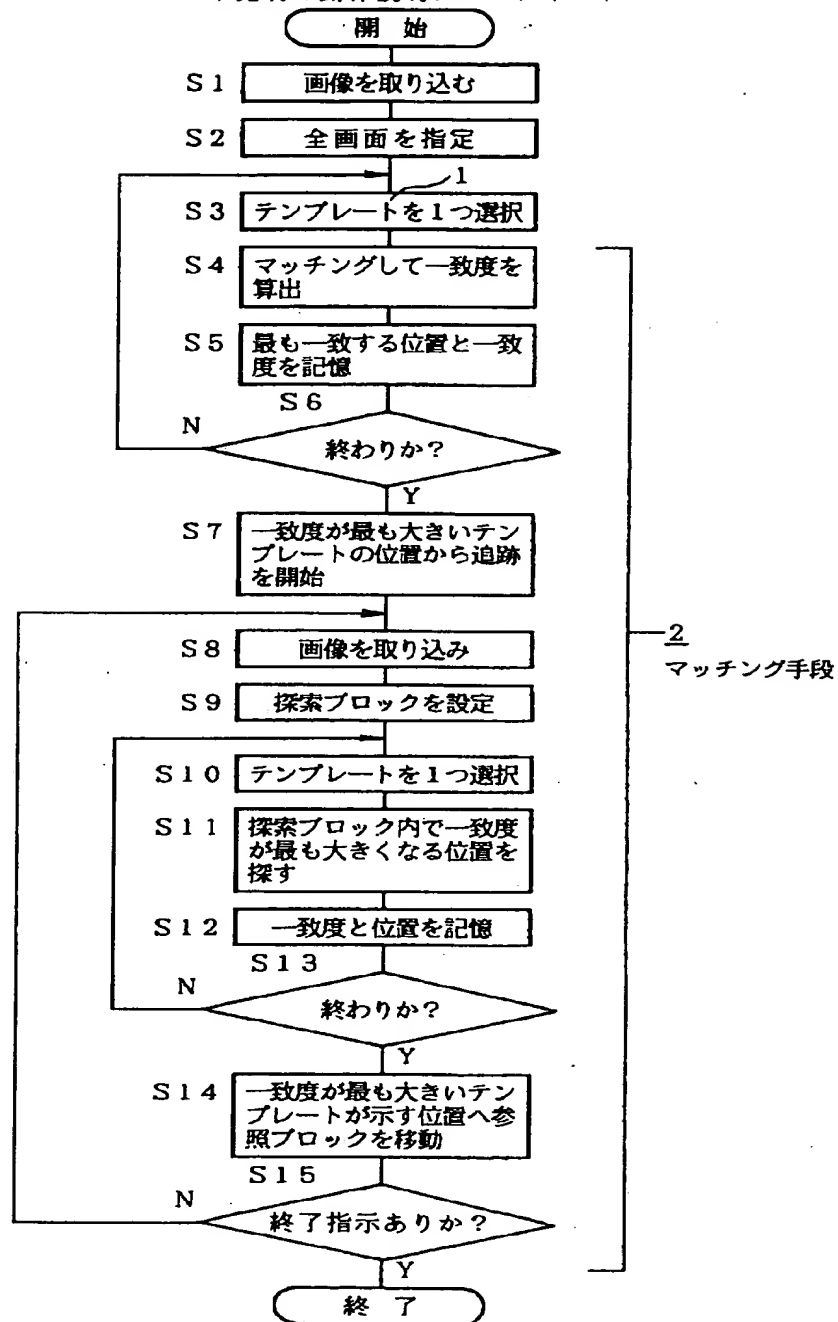 開 始
S1 画像を取り込む
S2 全画面を指定
1
S3 テンプレートを1つ選択
S4 マッチングして一致度を
算出
S5 最も一致する位置と一致
度を記憶
S6
N
終わりか?
Y
S7 一致度が最も大きいテン
プレートの位置から追跡
を開始
2
マッチング手段
S8 画像を取り込み
S9 探索ブロックを設定
S10 テンプレートを1つ選択
S11 探索ブロック内で一致度
が最も大きくなる位置を
探す
S12 一致度と位置を記憶
S13
N
終わりか?
Y
S14 一致度が最も大きいテン
プレートが示す位置へ参
照ブロックを移動
S15
N
終了指示ありか?
Y
終 了